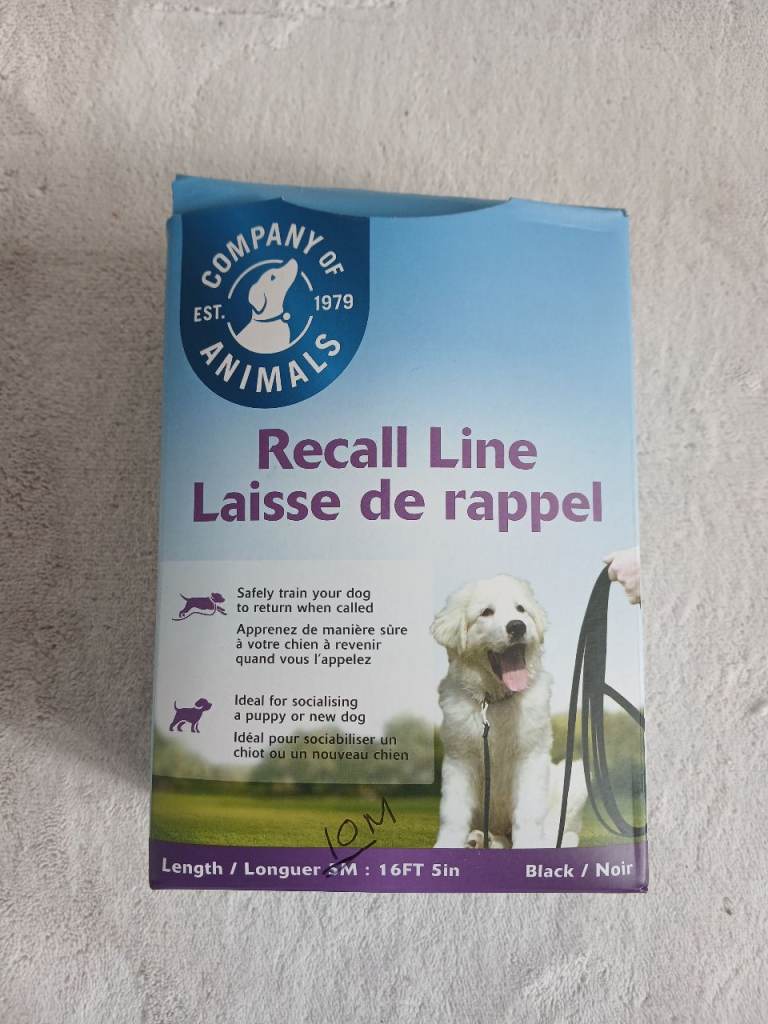 COMPANY OF
EST. 1979
ANIMALS
Recall Line
Laisse de rappel
Safely train your dog
to return when called
Apprenez de manière sûre
à votre chien à revenir
quand vous l'appelez
Ideal for socialising
a puppy or new dog
Idéal pour sociabiliser un
chiot ou un nouveau chien
10M
Length / Longuer 5M : 16FT 5in
Black / Noir